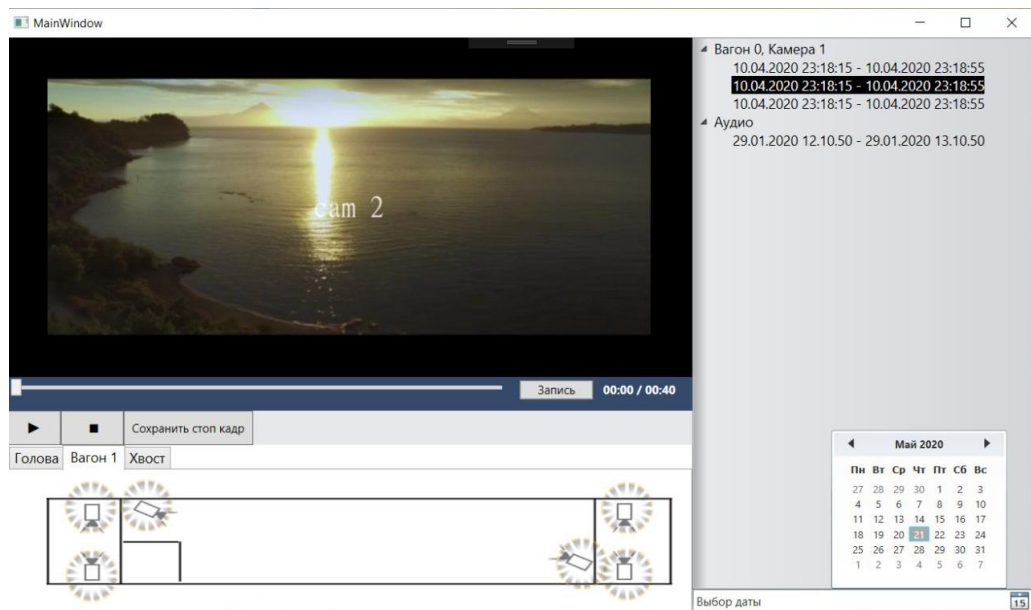 MainWindow
Вагон 0, Камера 1
10.04.2020 23:18:15 - 10.04.2020 23:18:55
10.04.2020 23:18:15 - 10.04.2020 23:18:55
10.04.2020 23:18:15 - 10.04.2020 23:18:55
Аудио
29.01.2020 12.10.50 - 29.01.2020 13.10.50
cam 2
Запись 00:00 / 00:40
Сохранить стоп кадр
Голова Вагон 1 Хвост
Май 2020
Пн Вт Ср Чт Пт Сб Вс
27 28 29 30 1 2 3
4 5 6 7 8 9 10
11 12 13 14 15 16 17
18 19 20 21 22 23 24
25 26 27 28 29 30 31
1 2 3 4 5 6 7
Выбор даты 15